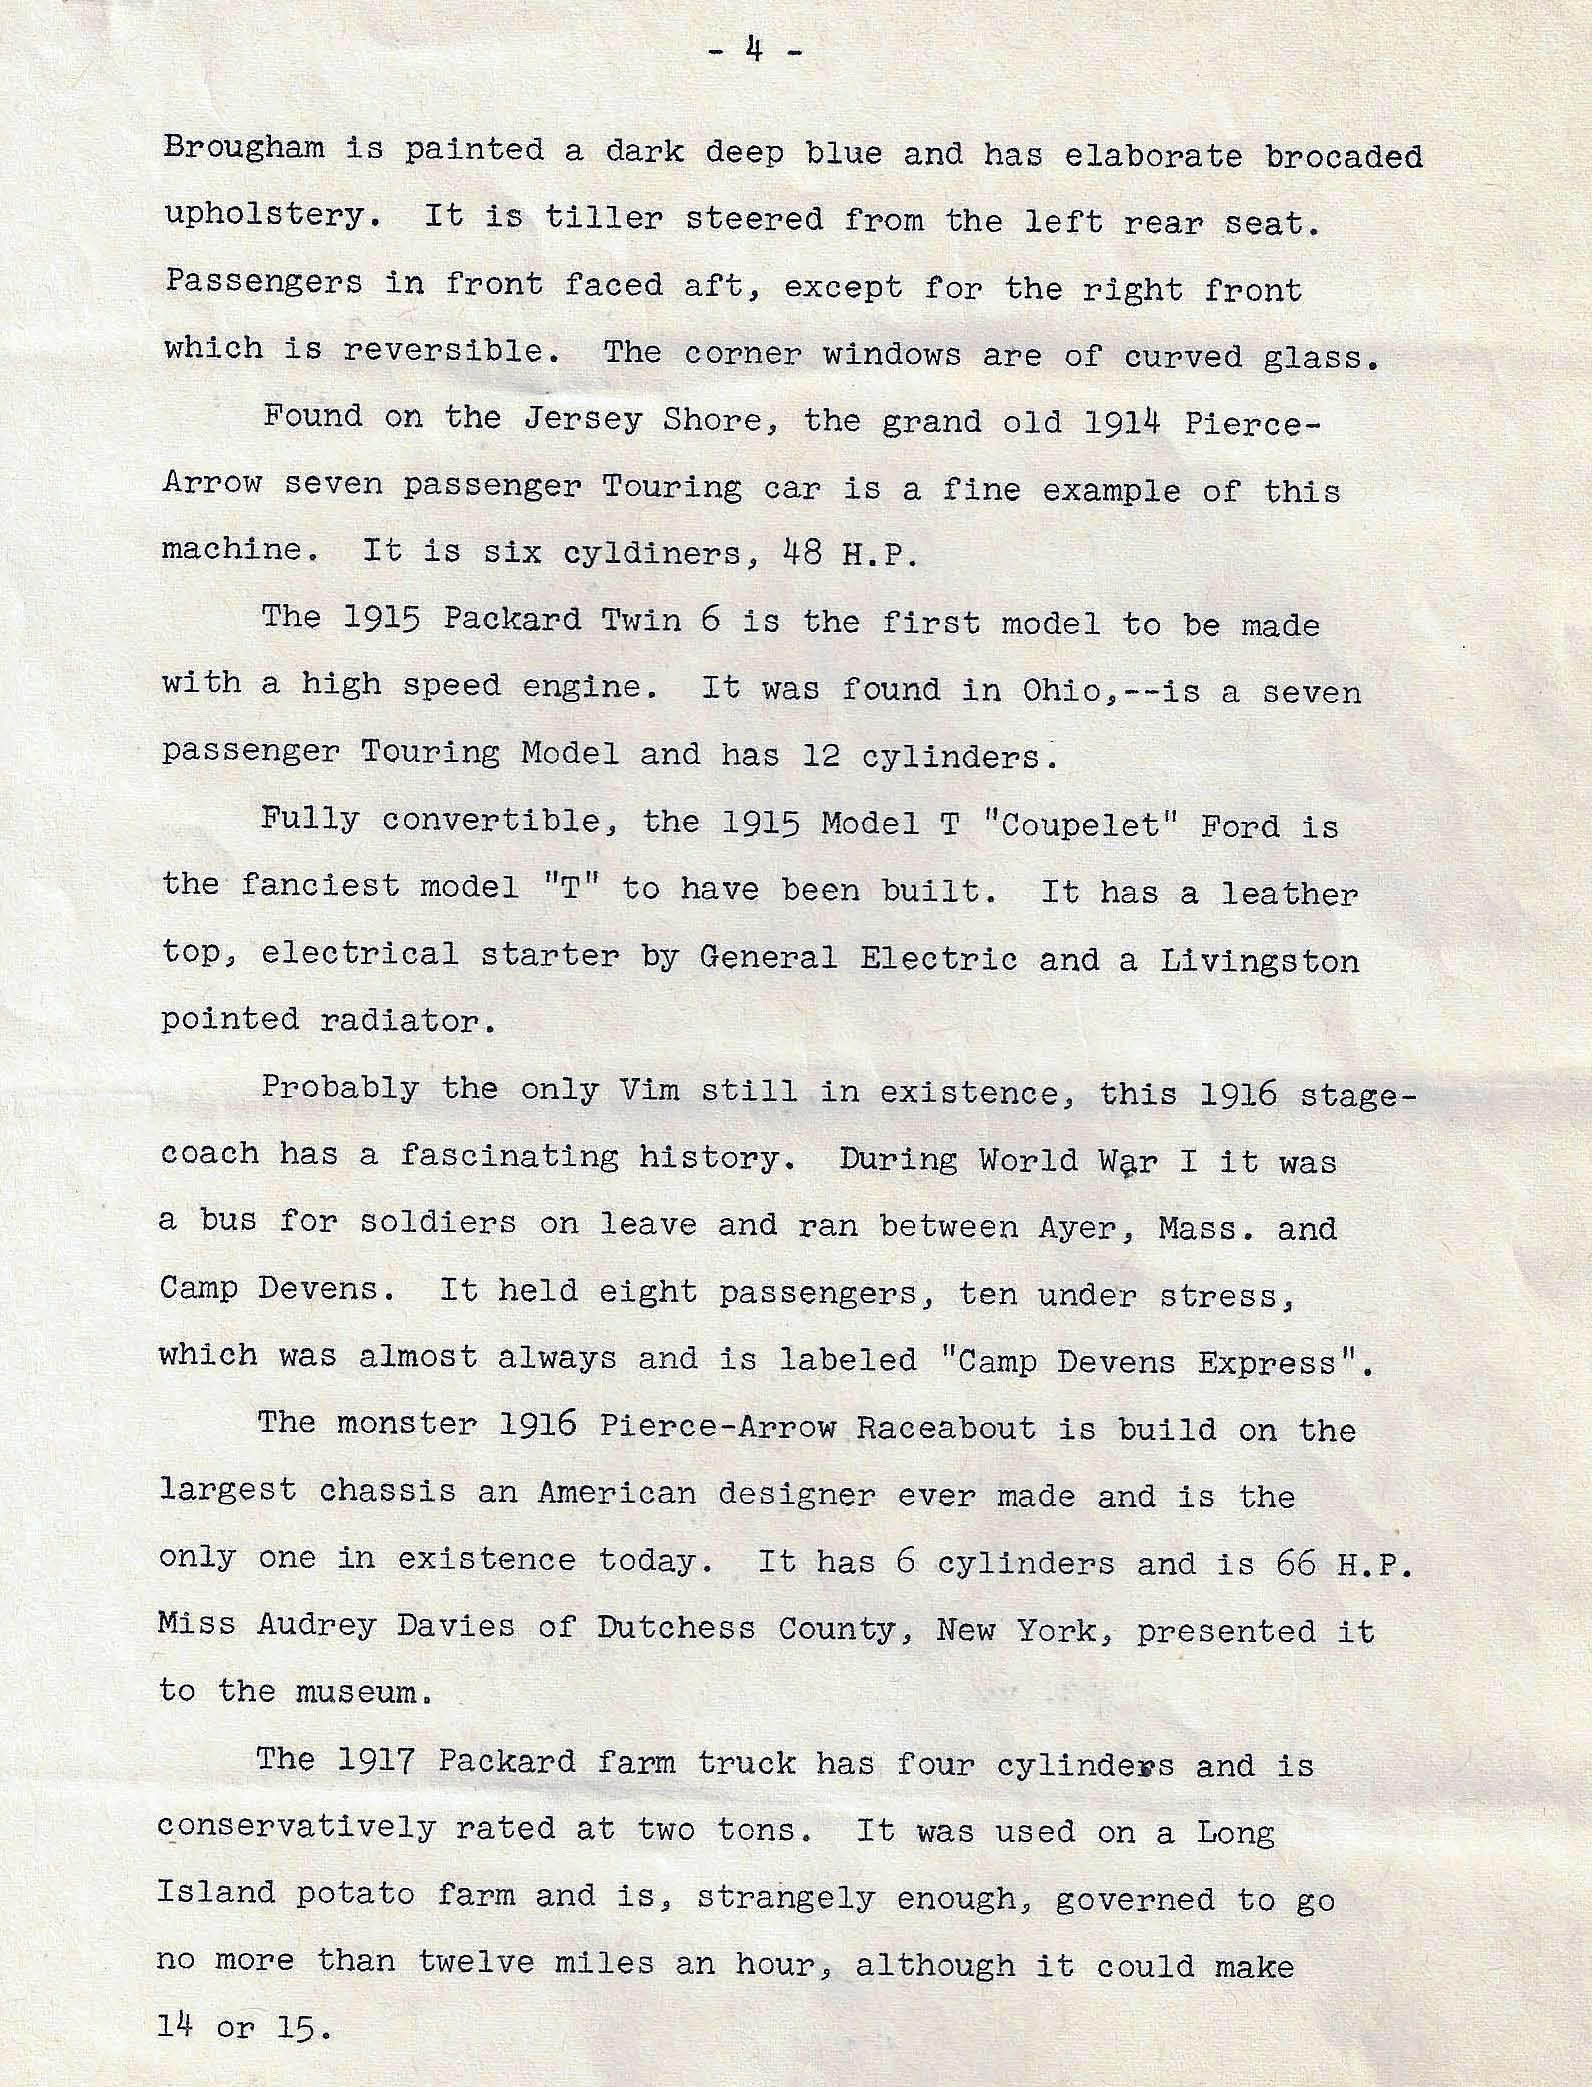 - 4 -
Brougham is painted a dark deep blue and has elaborate brocaded
upholstery. It is tiller steered from the left rear seat.
Passengers in front faced aft, except for the right front
which is reversible. The corner windows are of curved glass.
Found on the Jersey Shore, the grand old 1914 Pierce-
Arrow seven passenger Touring car is a fine example of this
machine. It is six cyldiners, 48 H.P.
The 1915 Packard Twin 6 is the first model to be made
with a high speed engine. It was found in Ohio,--is a seven
passenger Touring Model and has 12 cylinders.
Fully convertible, the 1915 Model T "Coupelet" Ford is
the fanciest model "T" to have been built. It has a leather
top, electrical starter by General Electric and a Livingston
pointed radiator.
Probably the only Vim still in existence, this 1916 stage-
coach has a fascinating history. During World War I it was
a bus for soldiers on leave and ran between Ayer, Mass. and
Camp Devens. It held eight passengers, ten under stress,
which was almost always and is labeled "Camp Devens Express".
The monster 1916 Pierce-Arrow Raceabout is build on the
largest chassis an American designer ever made and is the
only one in existence today. It has 6 cylinders and is 66 H.P.
Miss Audrey Davies of Dutchess County, New York, presented it
to the museum.
The 1917 Packard farm truck has four cylinders and is
conservatively rated at two tons. It was used on a Long
Island potato farm and is, strangely enough, governed to go
no more than twelve miles an hour, although it could make
14 or 15.